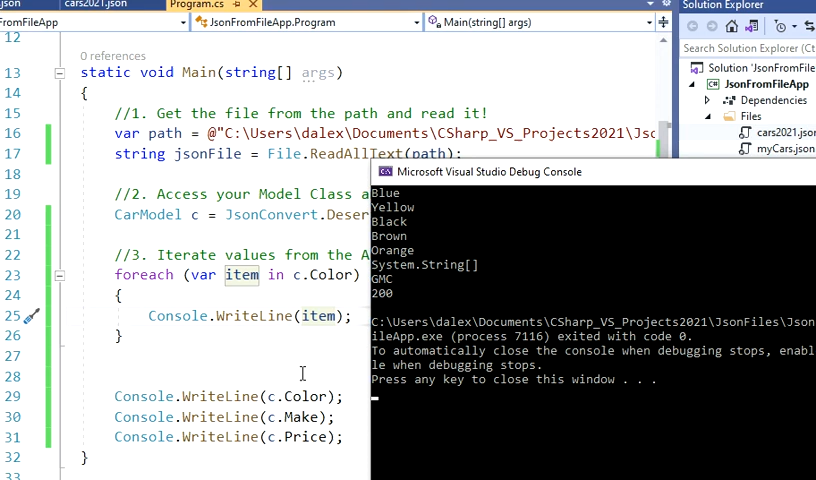 json
cars2021.json
Program.cs
Solution Explorer
FileApp
JsonFromFileApp.Program
Main(string[] args)
Search Solution Explorer (Ct
12
0 references
Solution 'JsonFromFile
13 static void Main(string[] args)
JsonFromFileApp
14 {
Dependencies
15 //1. Get the file from the path and read it!
Files
16 var path = @"C:\Users\dalex\Documents\CSharp_VS_Projects2021\Jsc
cars2021.json
17 string jsonFile = File.ReadAllText(path);
myCars.json
18
19 //2. Access your Model Class a
20 CarModel c = JsonConvert.Deser
21
22 //3. Iterate values from the A
23 foreach (var item in c.Color)
24 {
25 Console.WriteLine(item);
26 }
27
28
29 Console.WriteLine(c.Color);
30 Console.WriteLine(c.Make);
31 Console.WriteLine(c.Price);
32 }
33
Microsoft Visual Studio Debug Console
Blue
Yellow
Black
Brown
Orange
System.String[]
GMC
200
C:\Users\dalex\Documents\CSharp_VS_Projects2021\JsonFiles\Json
ileApp.exe (process 7116) exited with code 0.
To automatically close the console when debugging stops, enabl
le when debugging stops.
Press any key to close this window . . .